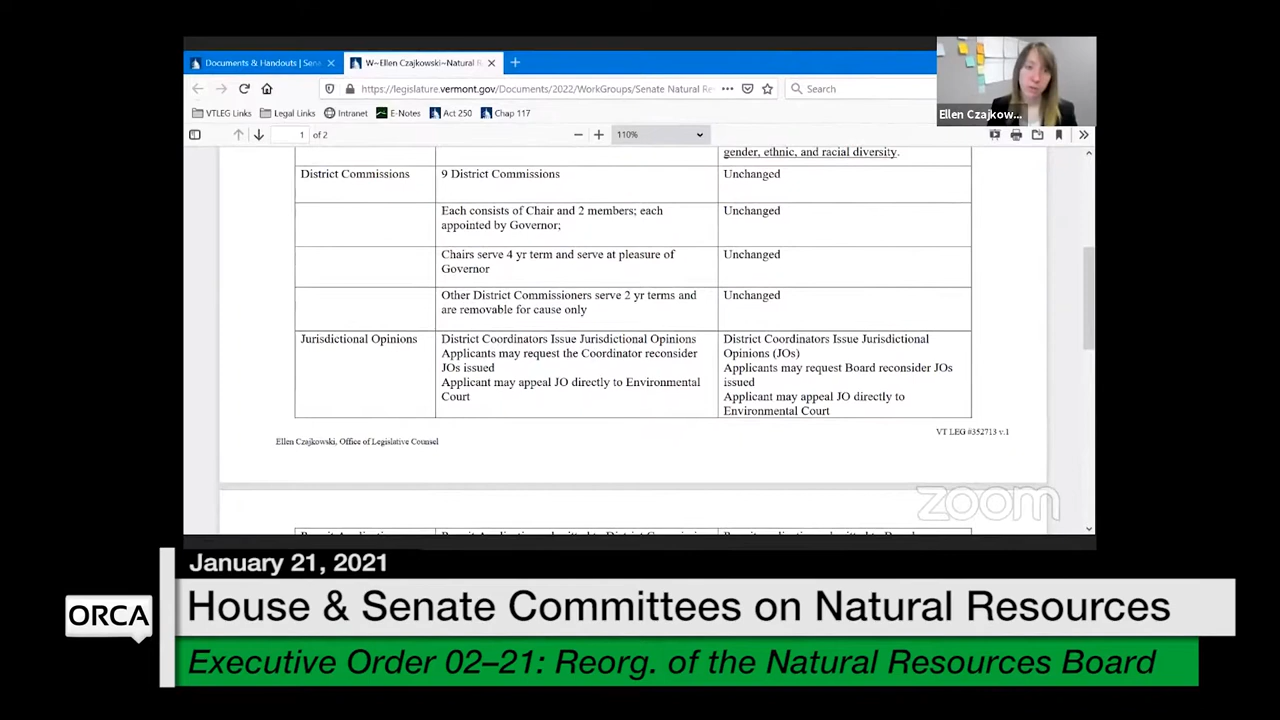 Documents & Handouts | Sena
W~Ellen Czajkowski~Natural R
https://legislature.vermont.gov/Documents/2022/WorkGroups/Senate Natural Re
Search
VTLEG Links
Legal Links
Intranet
E-Notes
Act 250
Chap 117
Ellen Czajkow...
1 of 2
110%
gender, ethnic, and racial diversity.
District Commissions
9 District Commissions
Unchanged
Each consists of Chair and 2 members; each
appointed by Governor;
Unchanged
Chairs serve 4 yr term and serve at pleasure of
Governor
Unchanged
Other District Commissioners serve 2 yr terms and
are removable for cause only
Unchanged
Jurisdictional Opinions
District Coordinators Issue Jurisdictional Opinions
Applicants may request the Coordinator reconsider
JOs issued
Applicant may appeal JO directly to Environmental
Court
District Coordinators Issue Jurisdictional
Opinions (JOs)
Applicants may request Board reconsider JOs
issued
Applicant may appeal JO directly to
Environmental Court
VT LEG #352713 v.1
Ellen Czajkowski, Office of Legislative Counsel
zoom
January 21, 2021
ORCA
House & Senate Committees on Natural Resources
Executive Order 02–21: Reorg. of the Natural Resources Board